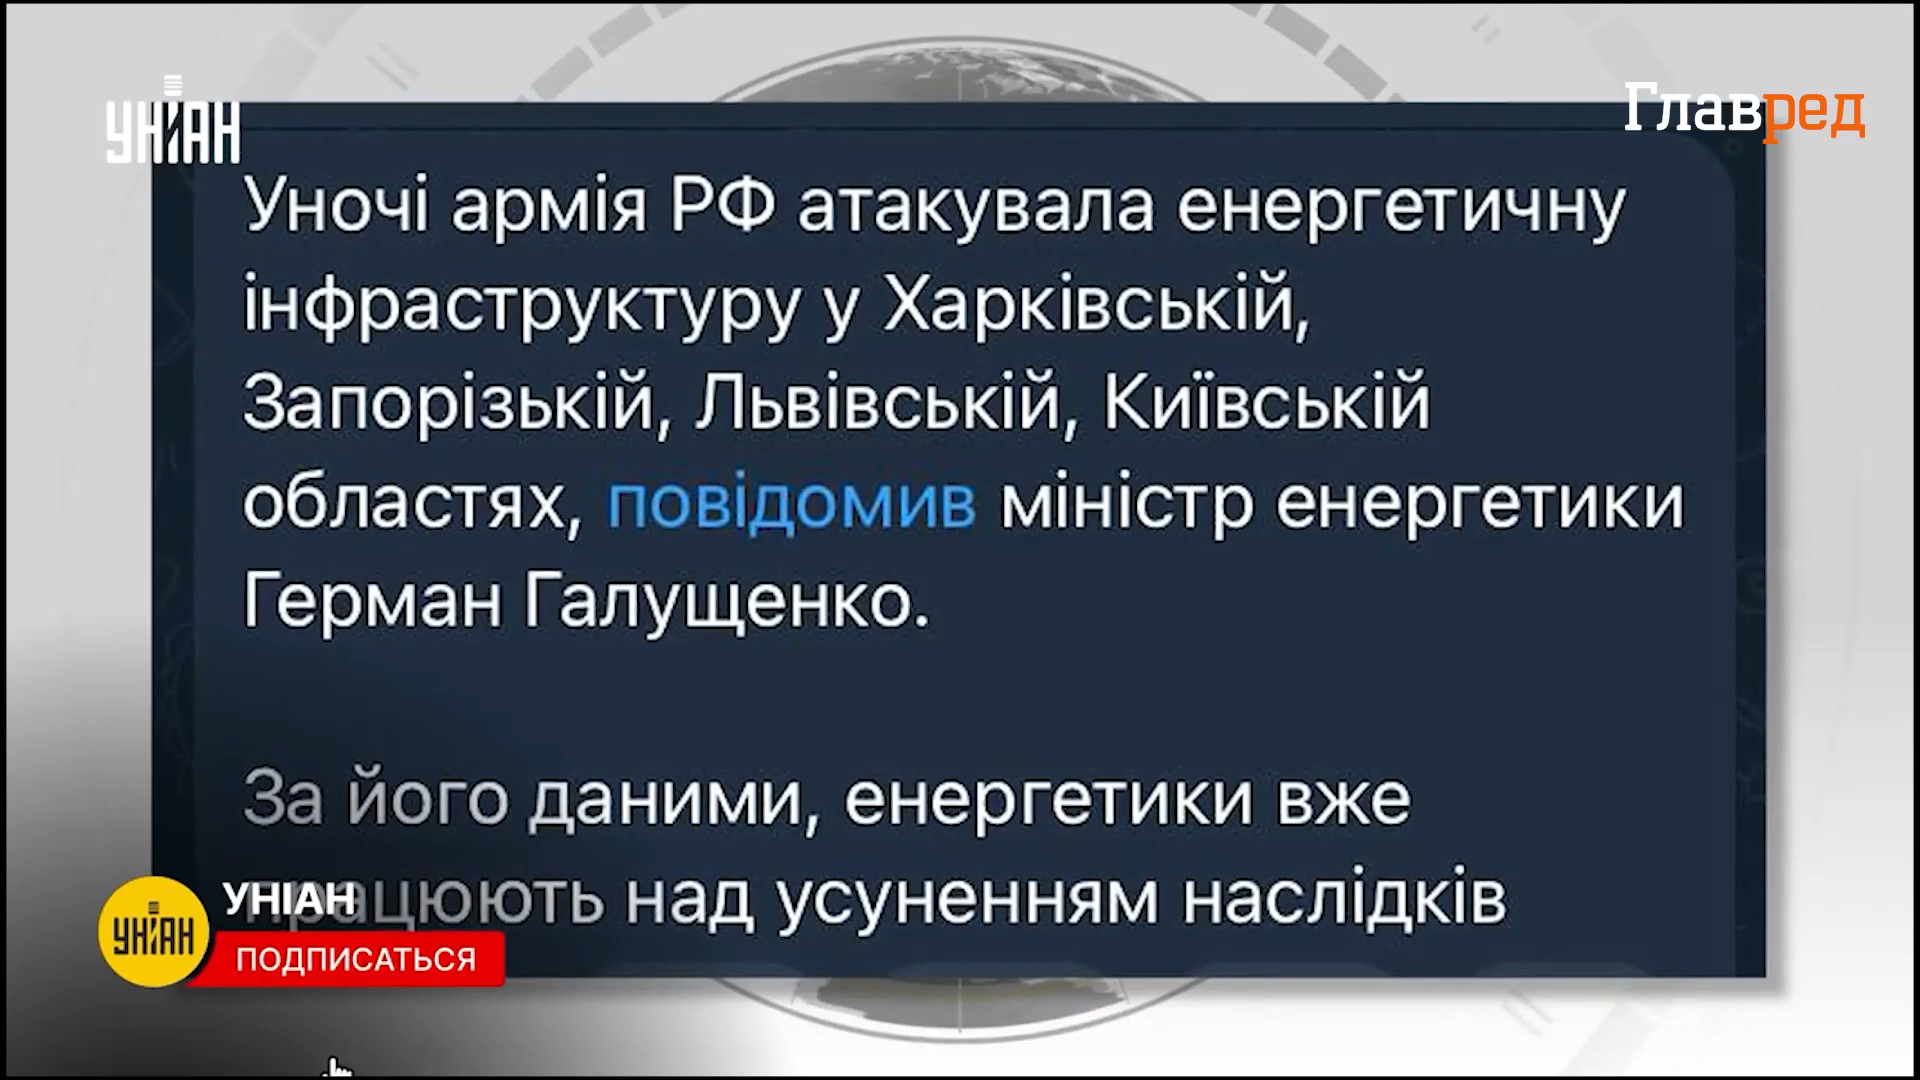 УНІАН
Главред
Уночі армія РФ атакувала енергетичну
інфраструктуру у Харківській,
Запорізькій, Львівській, Київській
областях, повідомив міністр енергетики
Герман Галущенко.
За його даними, енергетики вже
працюють над усуненням наслідків
УНІАН
УНІАН
ПОДПИСАТЬСЯ